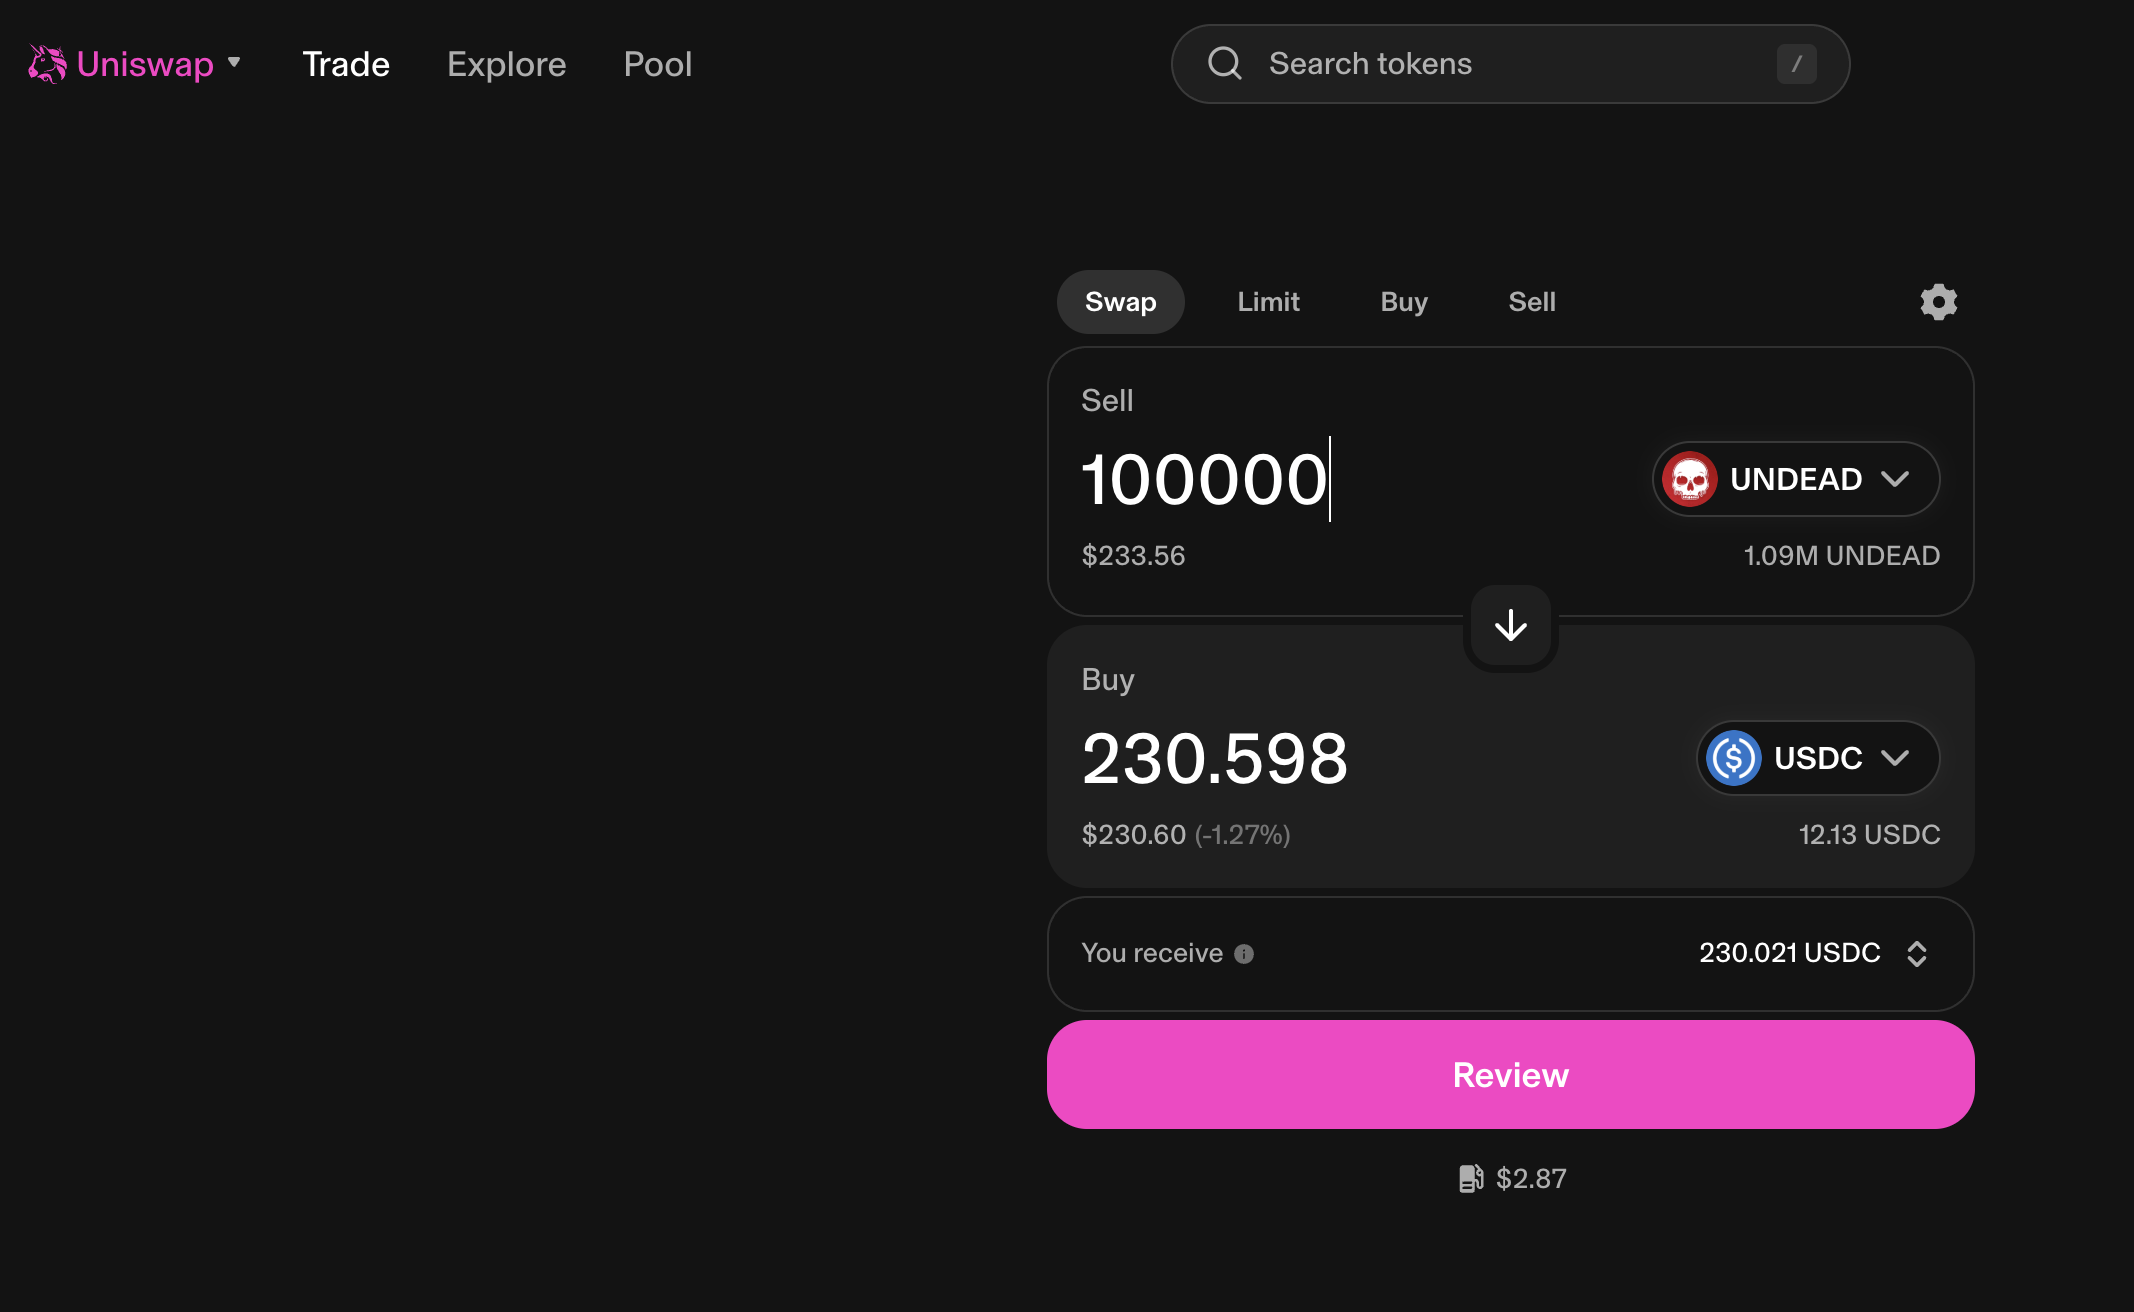 Uniswap Trade Explore Pool Search tokens /
Swap Limit Buy Sell
Sell
100000 UNDEAD
$233.56 1.09M UNDEAD
Buy
230.598 USDC
$230.60 (-1.27%) 12.13 USDC
You receive 230.021 USDC
Review
$2.87